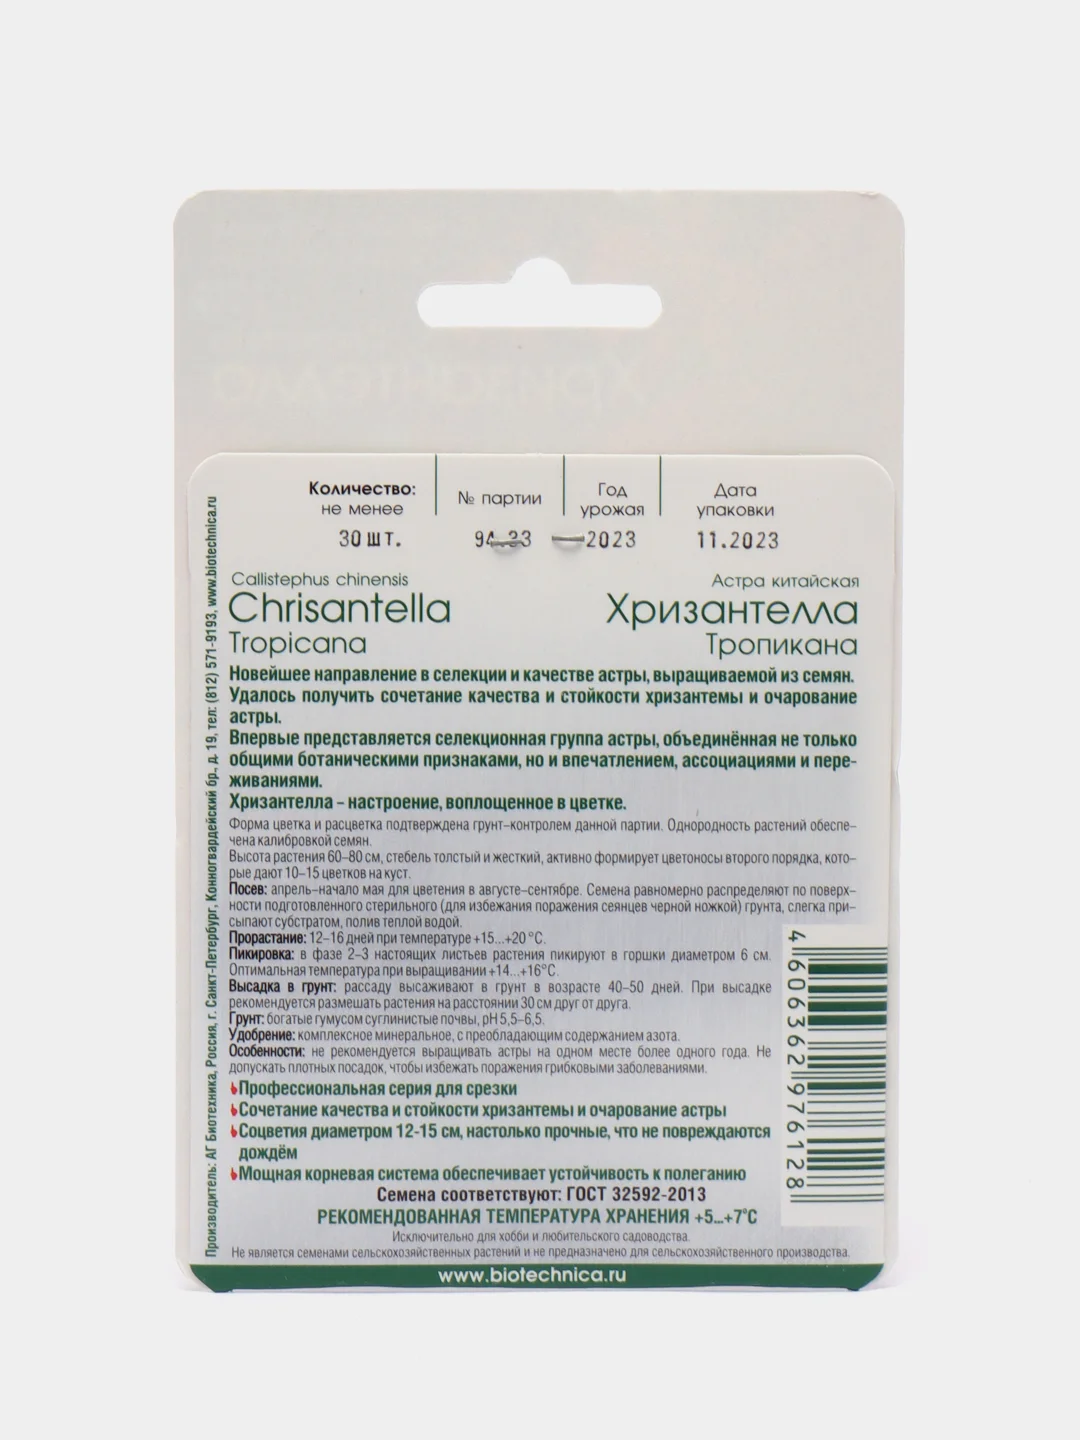 Количество:
не менее
30 шт.
№ партии
Год
урожая
2023
Дата
упаковки
11.2023
Callistephus chinensis
Chrisantella
Tropicana
Астра китайская
Хризантелла
Тропикана
Новейшее направление в селекции и качестве астры, выращиваемой из семян.
Удалось получить сочетание качества и стойкости хризантемы и очарование
астры.
Впервые представляется селекционная группа астры, объединённая не только
общими ботаническими признаками, но и впечатлением, ассоциациями и пере-
живаниями.
Хризантелла – настроение, воплощенное в цветке.
Форма цветка и расцветка подтверждена грунт-контролем данной партии. Однородность растений обеспе-
чена калибровкой семян.
Высота растения 60–80 см, стебель толстый и жесткий, активно формирует цветоносы второго порядка, кото-
рые дают 10–15 цветков на куст.
Посев: апрель–начало мая для цветения в августе–сентябре. Семена равномерно распределяют по поверх-
ности подготовленного стерильного (для избежания поражения сеянцев черной ножкой) грунта, слегка при-
сыпают субстратом, полив теплой водой.
Прорастание: 12–16 дней при температуре +15...+20 °С.
Пикировка: в фазе 2–3 настоящих листьев растения пикируют в горшки диаметром 6 см.
Оптимальная температура при выращивании +14...+16°С.
Высадка в грунт: рассаду высаживают в грунт в возрасте 40–50 дней. При высадке
рекомендуется размешать растения на расстоянии 30 см друг от друга.
Грунт: богатые гумусом суглинистые почвы, pH 5,5–6,5.
Удобрение: комплексное минеральное, с преобладающим содержанием азота.
Особенности: не рекомендуется выращивать астры на одном месте более одного года. Не
допускать плотных посадок, чтобы избежать поражения грибковыми заболеваниями.
Профессиональная серия для срезки
Сочетание качества и стойкости хризантемы и очарование астры
Соцветия диаметром 12-15 см, настолько прочные, что не повреждаются
дождём
Мощная корневая система обеспечивает устойчивость к полеганию
Семена соответствуют: ГОСТ 32592-2013
РЕКОМЕНДОВАННАЯ ТЕМПЕРАТУРА ХРАНЕНИЯ +5...+7°С
Исключительно для хобби и любительского садоводства.
Не является семенами сельскохозяйственных растений и не предназначено для сельскохозяйственного производства.
www.biotechnica.ru
Производитель: АГ Биотехника, Россия, г. Санкт-Петербург, Конногвардейский бр., д. 19, тел: (812) 571-9193, www.biotechnica.ru
4 606362 976128